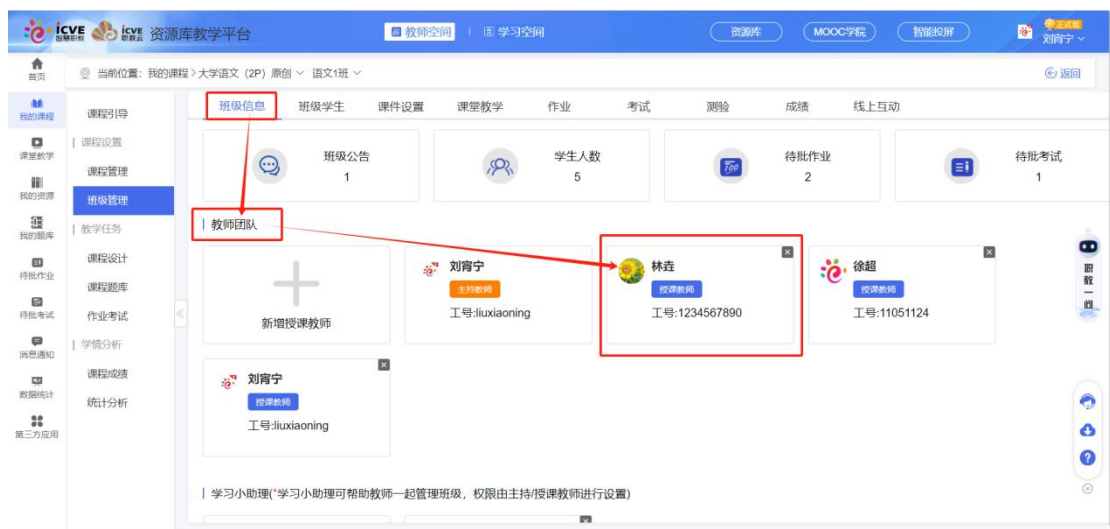 icve 智慧职教 icve 职教云 资源库教学平台 教师空间 学习空间 资源库 MOOC学院 智能投屏 正式版 刘宵宁
首页
当前位置：我的课程 > 大学语文（2P）原创 语文1班 返回
我的课程
课堂教学
我的资源
我的题库
待批作业
待批考试
消息通知
数据统计
第三方应用
课程引导
课程设置
课程管理
班级管理
教学任务
课程设计
课程题库
作业考试
学情分析
课程成绩
统计分析
班级信息 班级学生 课件设置 课堂教学 作业 考试 测验 成绩 线上互动
班级公告
1
学生人数
5
待批作业
2
待批考试
1
教师团队
新增授课教师
刘宵宁
主持教师
工号:liuxiaoning
林垚
授课教师
工号:1234567890
徐超
授课教师
工号:11051124
刘宵宁
授课教师
工号:liuxiaoning
学习小助理(*学习小助理可帮助教师一起管理班级，权限由主持/授课教师进行设置)
职教一问